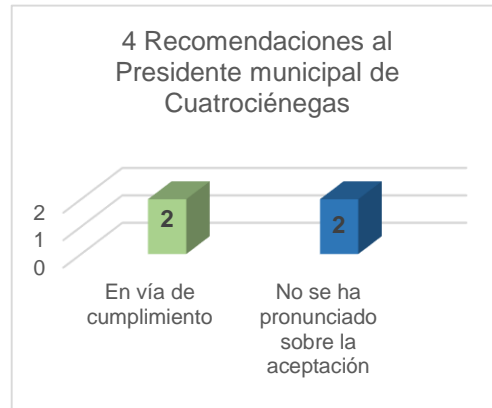 4 Recomendaciones al
Presidente municipal de
Cuatrociénegas
2
1
0
2
2
En vía de
cumplimiento
No se ha
pronunciado
sobre la
aceptación